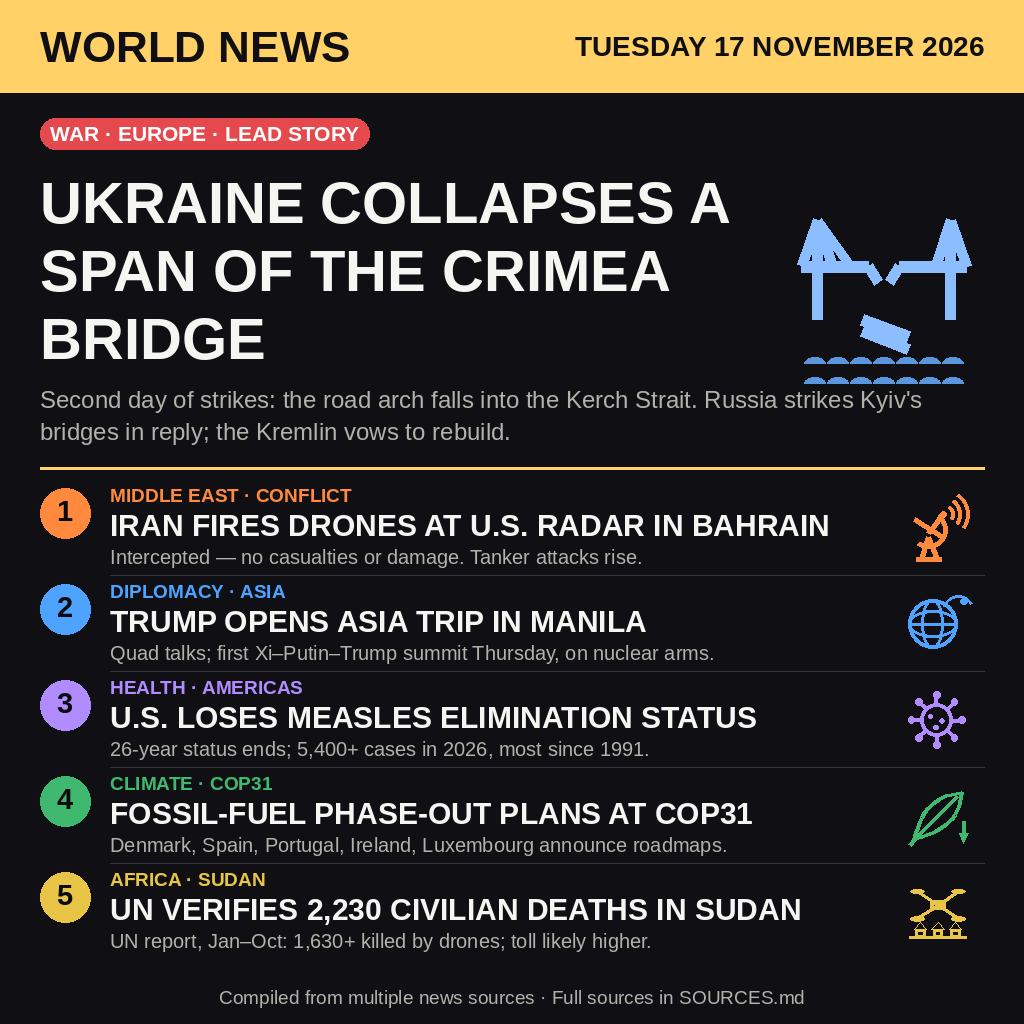 WORLD NEWS
TUESDAY 17 NOVEMBER 2026
WAR · EUROPE · LEAD STORY
UKRAINE COLLAPSES A
SPAN OF THE CRIMEA
BRIDGE
Second day of strikes: the road arch falls into the Kerch Strait. Russia strikes Kyiv's
bridges in reply; the Kremlin vows to rebuild.
1
MIDDLE EAST · CONFLICT
IRAN FIRES DRONES AT U.S. RADAR IN BAHRAIN
Intercepted — no casualties or damage. Tanker attacks rise.
2
DIPLOMACY · ASIA
TRUMP OPENS ASIA TRIP IN MANILA
Quad talks; first Xi–Putin–Trump summit Thursday, on nuclear arms.
3
HEALTH · AMERICAS
U.S. LOSES MEASLES ELIMINATION STATUS
26-year status ends; 5,400+ cases in 2026, most since 1991.
4
CLIMATE · COP31
FOSSIL-FUEL PHASE-OUT PLANS AT COP31
Denmark, Spain, Portugal, Ireland, Luxembourg announce roadmaps.
5
AFRICA · SUDAN
UN VERIFIES 2,230 CIVILIAN DEATHS IN SUDAN
UN report, Jan–Oct: 1,630+ killed by drones; toll likely higher.
Compiled from multiple news sources · Full sources in SOURCES.md